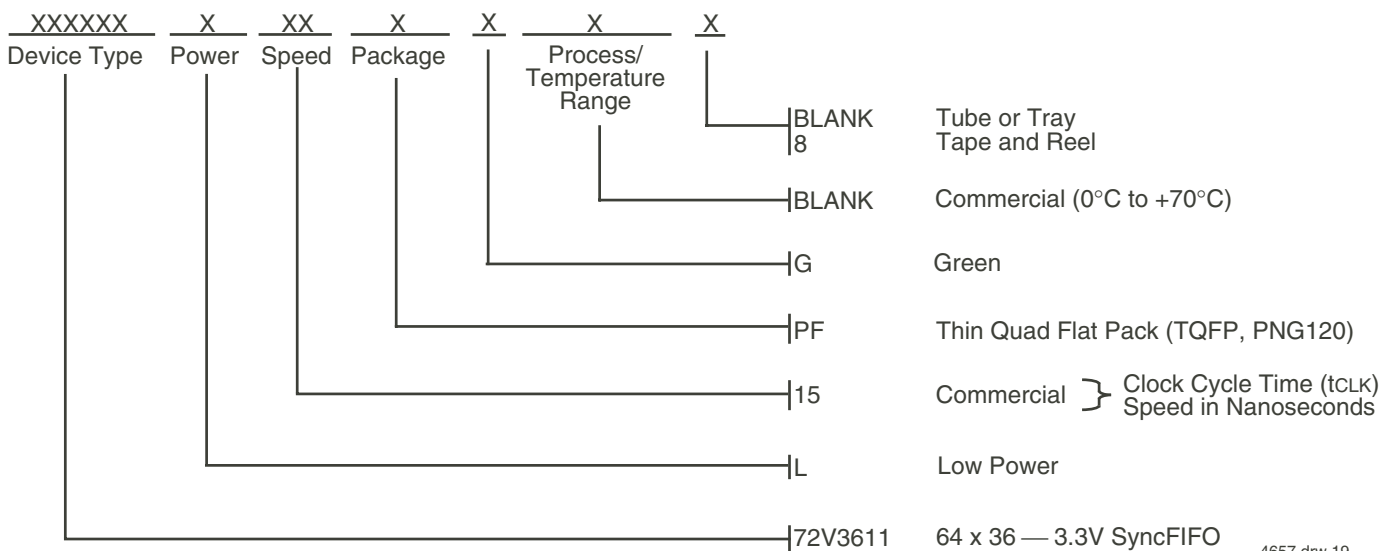 XXXXXX X XX X X X X
Device Type Power Speed Package Process/
Temperature
Range
BLANK Tube or Tray
8 Tape and Reel
BLANK Commercial (0°C to +70°C)
G Green
PF Thin Quad Flat Pack (TQFP, PNG120)
15 Commercial } Clock Cycle Time (tCLK)
Speed in Nanoseconds
L Low Power
72V3611 64 x 36 — 3.3V SyncFIFO
4657 drw 19